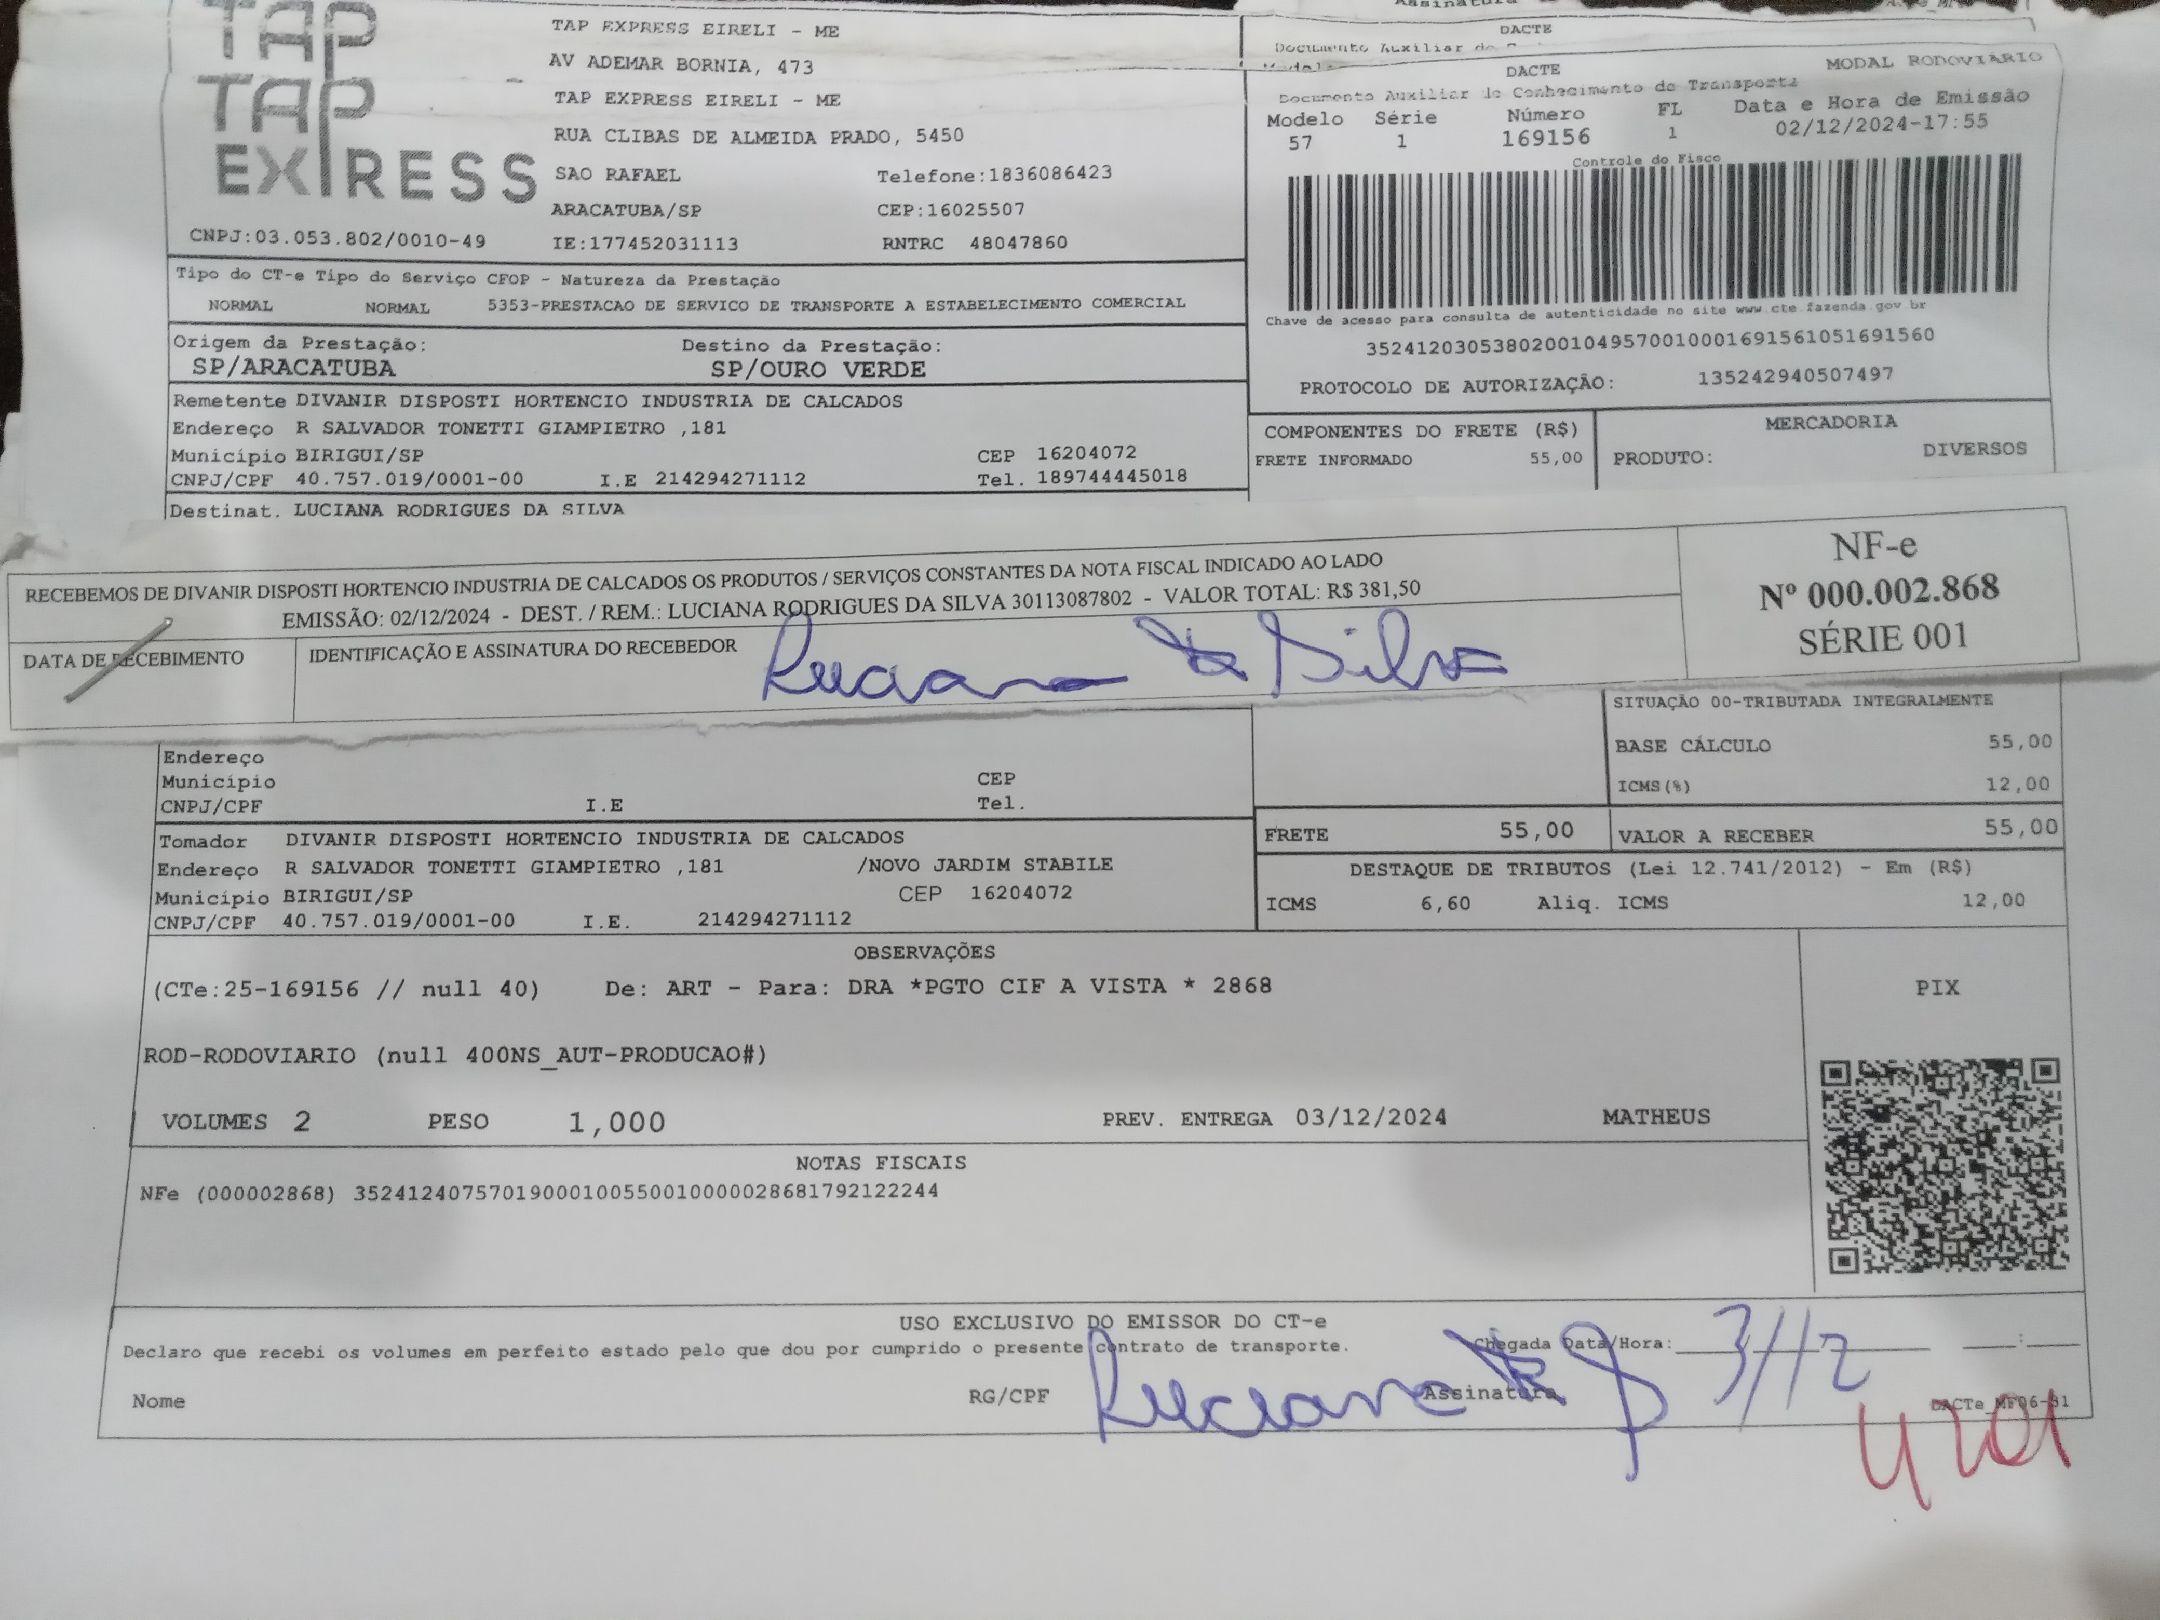 TAP
TAP EXPRESS EIRELI - ME
AV ADEMAR BORNIA, 473
TAP EXPRESS
TAP EXPRESS EIRELI - ME
RUA CLIBAS DE ALMEIDA PRADO, 5450
SAO RAFAEL Telefone:1836086423
ARACATUBA/SP CEP:16025507
CNPJ:03.053.802/0010-49 IE:177452031113 RNTRC 48047860
DACTE
Documento Auxiliar de
DACTE MODAL RODOVIARIO
Documento Auxiliar de Conhecimento de Transporte
Modelo Série Número FL Data e Hora de Emissão
57 1 169156 1 02/12/2024-17:55
Controle do Fisco
Chave de acesso para consulta de autenticidade no site www.cte.fazenda.gov.br
35241203053802001049570010001691561051691560
PROTOCOLO DE AUTORIZAÇÃO: 135242940507497
Tipo do CT-e Tipo do Serviço CFOP - Natureza da Prestação
NORMAL NORMAL 5353-PRESTACAO DE SERVICO DE TRANSPORTE A ESTABELECIMENTO COMERCIAL
Origem da Prestação: Destino da Prestação:
SP/ARACATUBA SP/OURO VERDE
Remetente DIVANIR DISPOSTI HORTENCIO INDUSTRIA DE CALCADOS
Endereço R SALVADOR TONETTI GIAMPIETRO ,181
Município BIRIGUI/SP CEP 16204072
CNPJ/CPF 40.757.019/0001-00 I.E 214294271112 Tel. 189744445018
COMPONENTES DO FRETE (R$) MERCADORIA
FRETE INFORMADO 55,00 PRODUTO: DIVERSOS
Destinat. LUCIANA RODRIGUES DA SILVA
RECEBEMOS DE DIVANIR DISPOSTI HORTENCIO INDUSTRIA DE CALCADOS OS PRODUTOS / SERVIÇOS CONSTANTES DA NOTA FISCAL INDICADO AO LADO
EMISSÃO: 02/12/2024 - DEST. / REM.: LUCIANA RODRIGUES DA SILVA 30113087802 - VALOR TOTAL: R$ 381,50
DATA DE RECEBIMENTO IDENTIFICAÇÃO E ASSINATURA DO RECEBEDOR
Luciana da Silva
NF-e
Nº 000.002.868
SÉRIE 001
SITUAÇÃO 00-TRIBUTADA INTEGRALMENTE
BASE CÁLCULO 55,00
ICMS(%) 12,00
Endereço
Município CEP
CNPJ/CPF I.E Tel.
FRETE 55,00 VALOR A RECEBER 55,00
Tomador DIVANIR DISPOSTI HORTENCIO INDUSTRIA DE CALCADOS
Endereço R SALVADOR TONETTI GIAMPIETRO ,181 /NOVO JARDIM STABILE
Município BIRIGUI/SP CEP 16204072
CNPJ/CPF 40.757.019/0001-00 I.E. 214294271112
DESTAQUE DE TRIBUTOS (Lei 12.741/2012) - Em (R$)
ICMS 6,60 Aliq. ICMS 12,00
OBSERVAÇÕES
(CTe:25-169156 // null 40) De: ART - Para: DRA *PGTO CIF A VISTA * 2868
PIX
ROD-RODOVIARIO (null 400NS_AUT-PRODUCAO#)
VOLUMES 2 PESO 1,000 PREV. ENTREGA 03/12/2024 MATHEUS
NOTAS FISCAIS
NFe (000002868) 35241240757019000100550010000028681792122244
USO EXCLUSIVO DO EMISSOR DO CT-e
Declaro que recebi os volumes em perfeito estado pelo que dou por cumprido o presente contrato de transporte. Chegada Data/Hora: 3/12
Nome RG/CPF Assinatura DACTe_MF06-81
Luciana da S